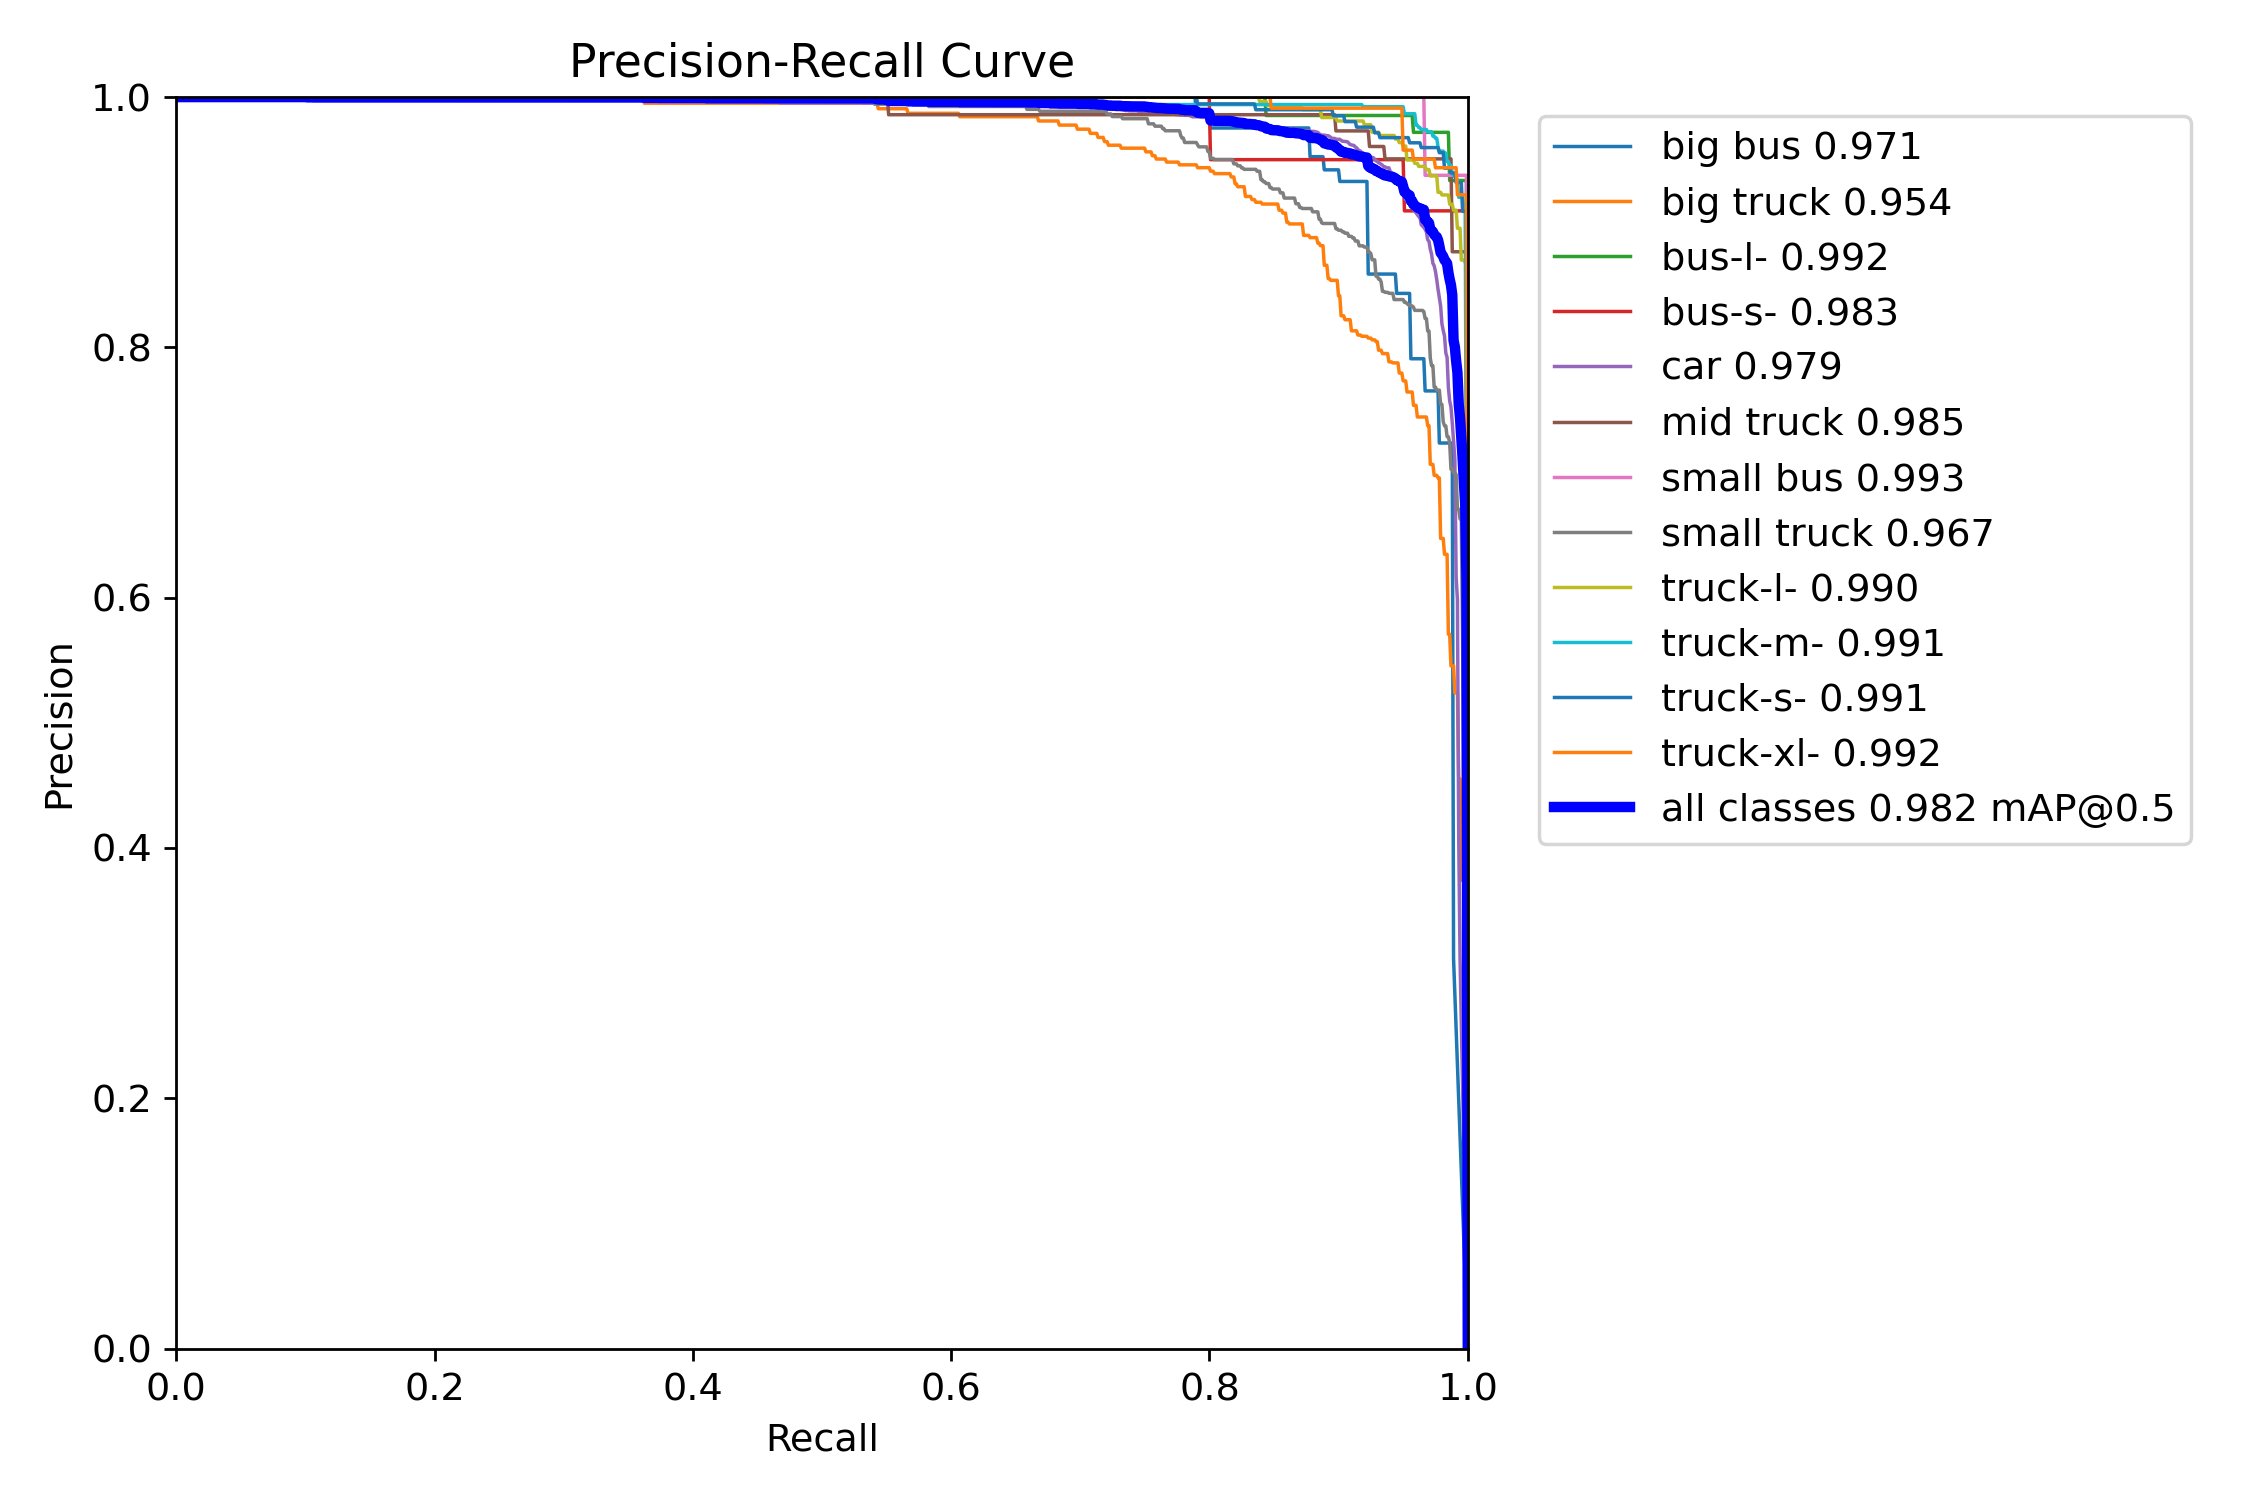 Precision-Recall Curve
1.0
0.8
0.6
0.4
0.2
0.0
Precision
0.0 0.2 0.4 0.6 0.8 1.0
Recall
big bus 0.971
big truck 0.954
bus-l- 0.992
bus-s- 0.983
car 0.979
mid truck 0.985
small bus 0.993
small truck 0.967
truck-l- 0.990
truck-m- 0.991
truck-s- 0.991
truck-xl- 0.992
all classes 0.982 mAP@0.5